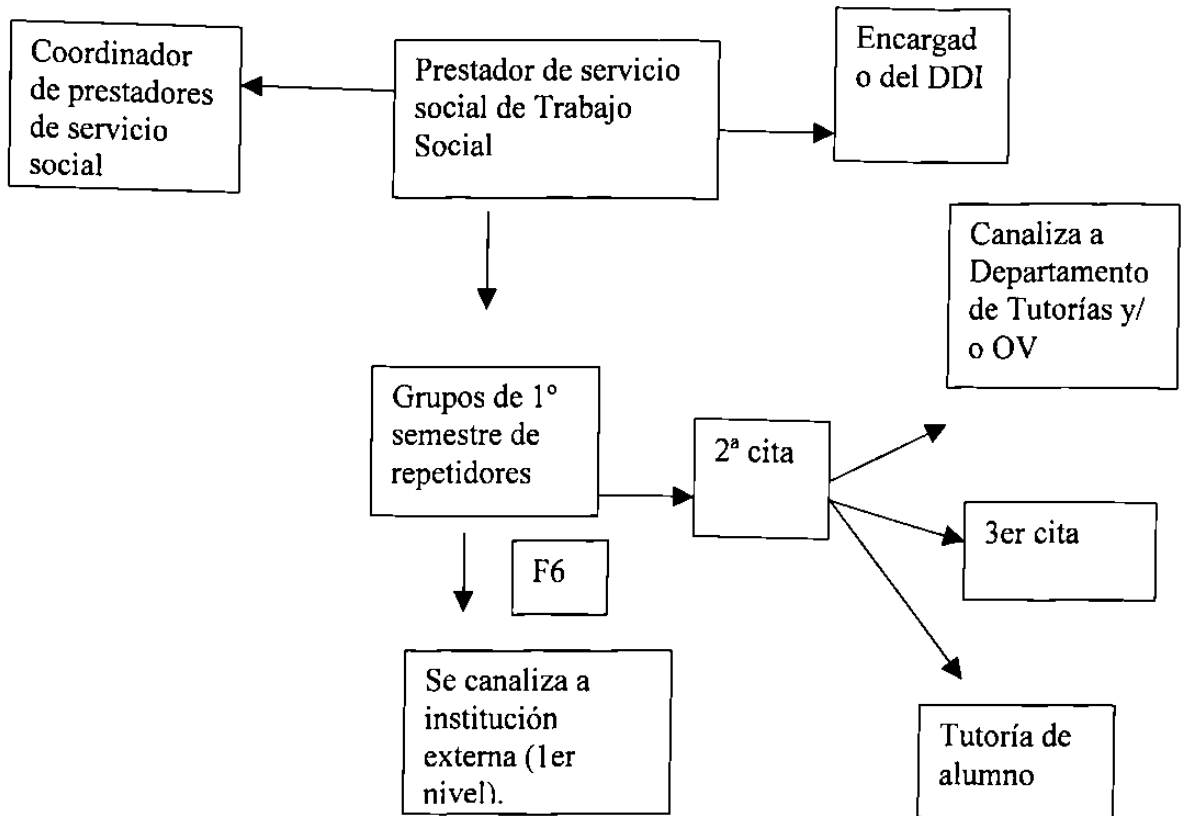 Coordinador
de prestadores
de servicio
social
Prestador de servicio
social de Trabajo
Social
Encargad
o del DDI
Canaliza a
Departamento
de Tutorías y/
o OV
Grupos de 1º
semestre de
repetidores
2ª cita
3er cita
F6
Se canaliza a
institución
externa (1er
nivel).
Tutoría de
alumno